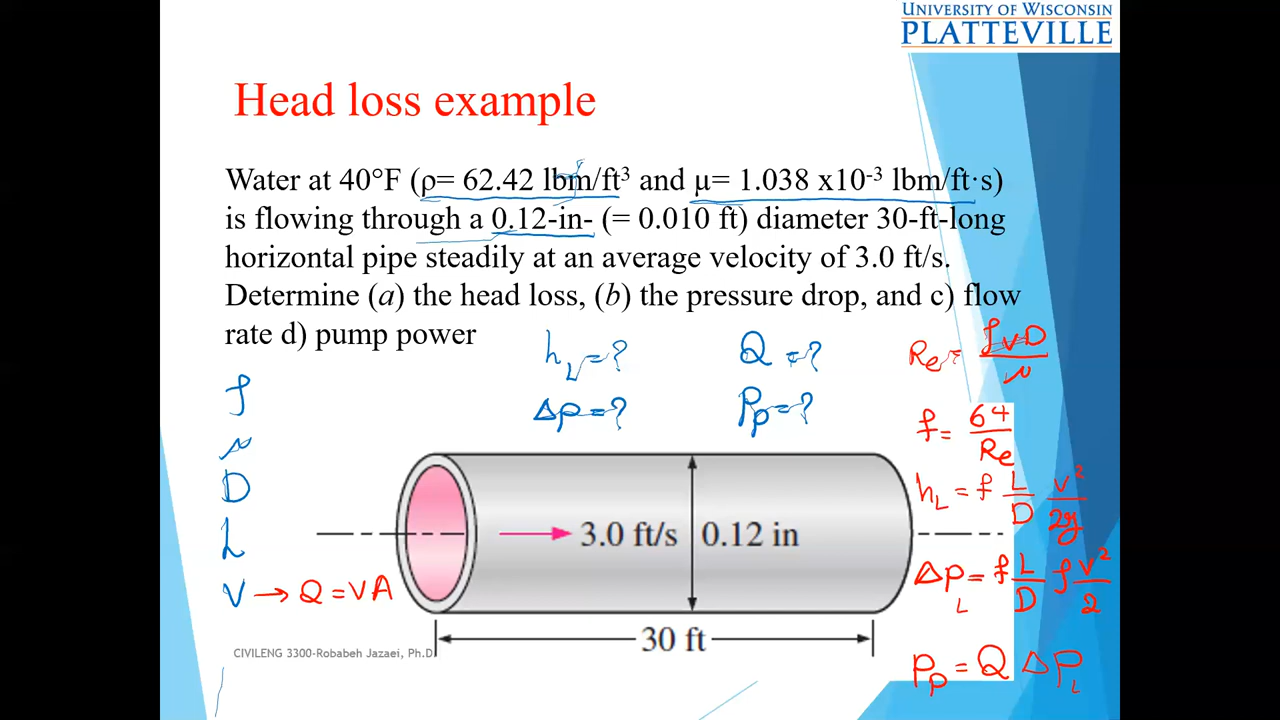 UNIVERSITY OF WISCONSIN
PLATTEVILLE
Head loss example
Water at 40°F (ρ= 62.42 lbm/ft³ and μ= 1.038 x10⁻³ lbm/ft·s)
is flowing through a 0.12-in- (= 0.010 ft) diameter 30-ft-long
horizontal pipe steadily at an average velocity of 3.0 ft/s.
Determine (a) the head loss, (b) the pressure drop, and c) flow
rate d) pump power
h_L = ?
Q = ?
Δp = ?
P_p = ?
ρ
μ
D
L
V → Q = VA
3.0 ft/s
0.12 in
30 ft
Re = ρVD/μ
f = 64/Re
h_L = f L/D V²/2g
Δp_L = f L/D ρ V²/2
P_p = Q Δp_L
CIVILENG 3300-Robabeh Jazaei, Ph.D